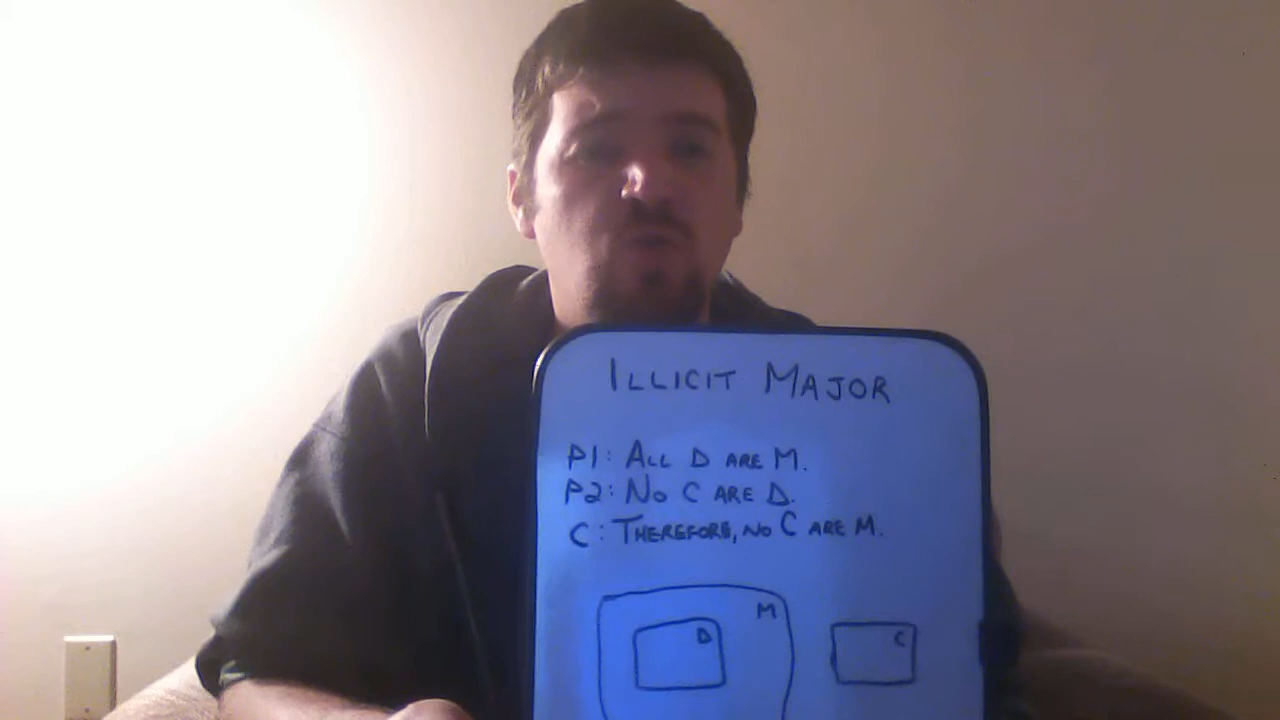 ILLICIT MAJOR
P1: ALL D ARE M.
P2: NO C ARE D.
C: THEREFORE, NO C ARE M.
M
D
C